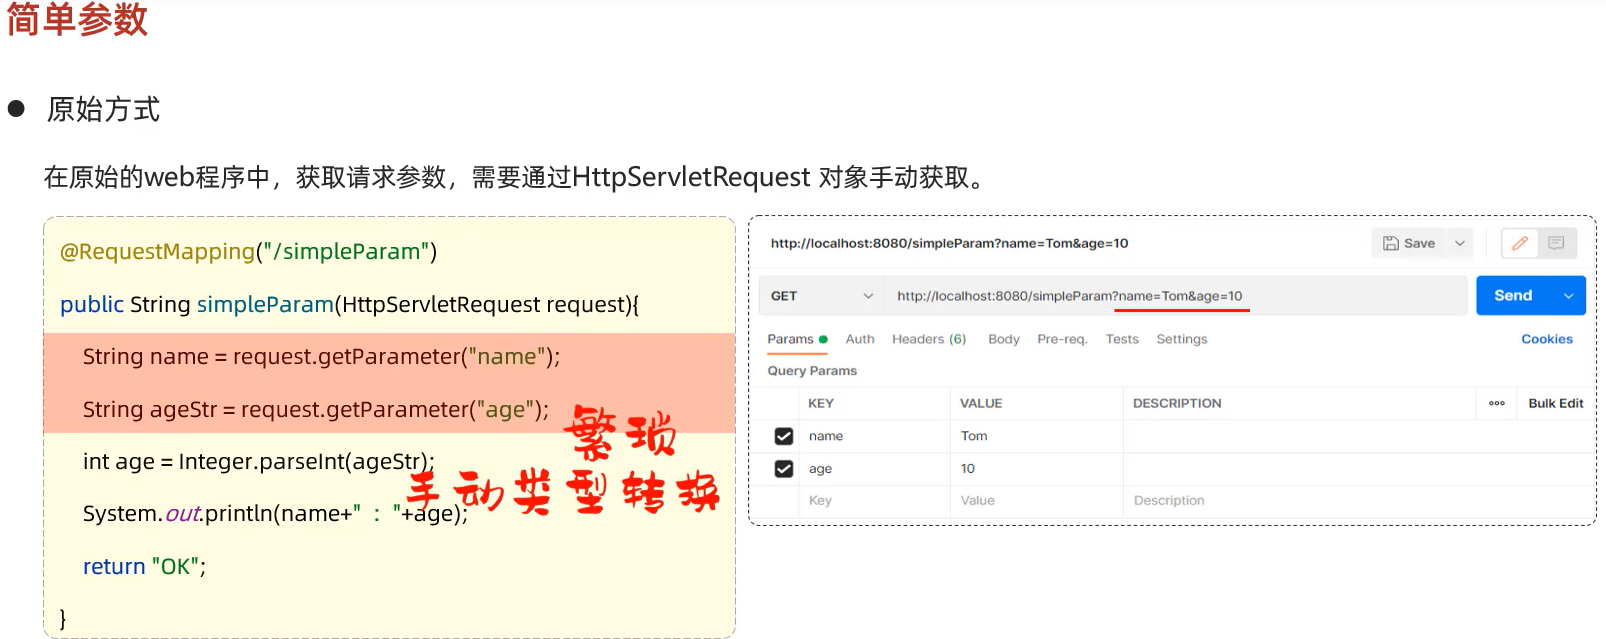 简单参数
● 原始方式
在原始的web程序中，获取请求参数，需要通过HttpServletRequest 对象手动获取。
@RequestMapping("/simpleParam")
public String simpleParam(HttpServletRequest request){
String name = request.getParameter("name");
String ageStr = request.getParameter("age");
繁琐
int age = Integer.parseInt(ageStr);
手动类型转换
System.out.println(name+" : "+age);
return "OK";
}
http://localhost:8080/simpleParam?name=Tom&age=10
Save
GET http://localhost:8080/simpleParam?name=Tom&age=10 Send
Params Auth Headers (6) Body Pre-req. Tests Settings Cookies
Query Params
KEY VALUE DESCRIPTION ooo Bulk Edit
name Tom
age 10
Key Value Description